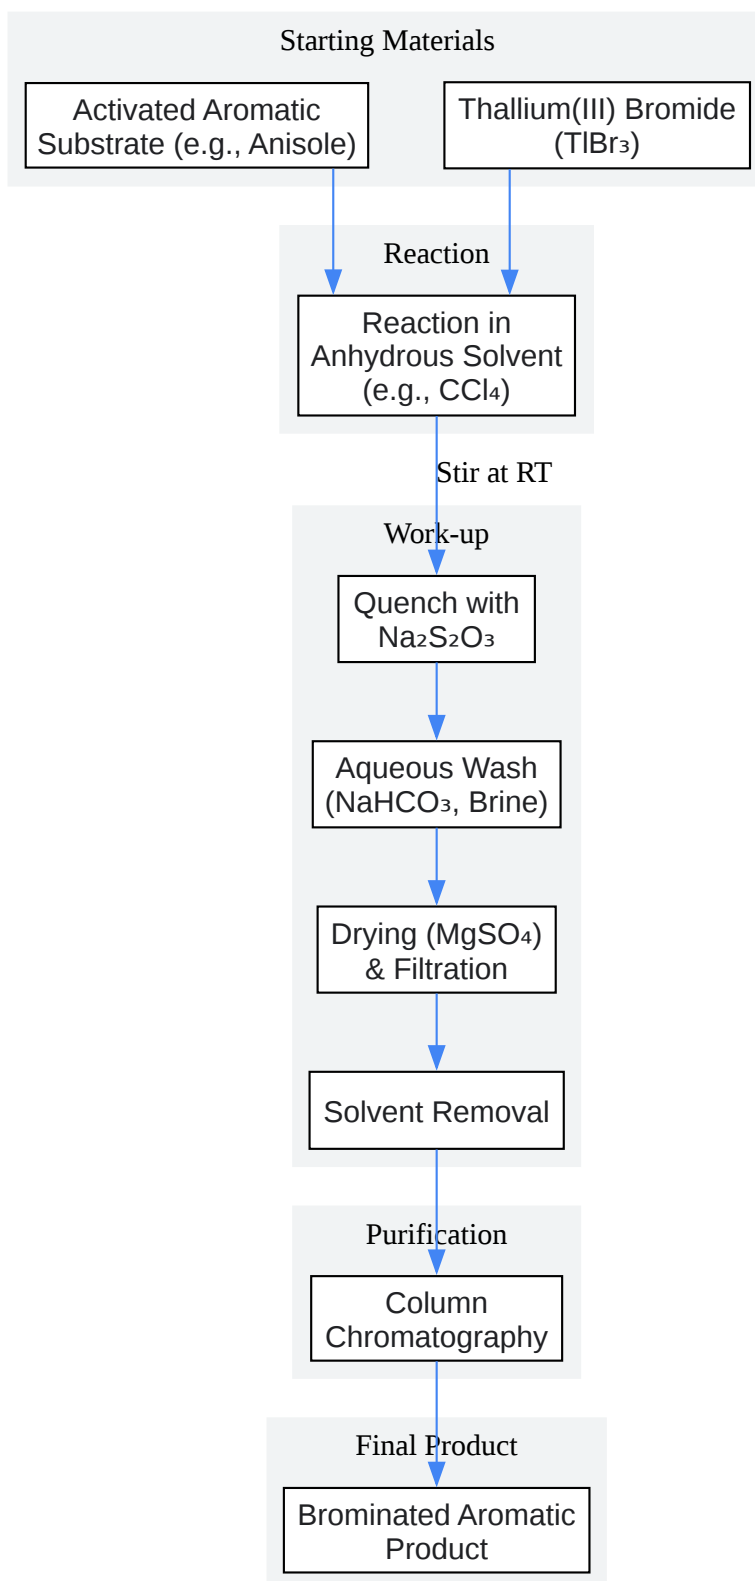 Starting Materials
Activated Aromatic
Substrate (e.g., Anisole)
Thallium(III) Bromide
(TlBr₃)
Reaction
Reaction in
Anhydrous Solvent
(e.g., CCl₄)
Stir at RT
Work-up
Quench with
Na₂S₂O₃
Aqueous Wash
(NaHCO₃, Brine)
Drying (MgSO₄)
& Filtration
Solvent Removal
Purification
Column
Chromatography
Final Product
Brominated Aromatic
Product